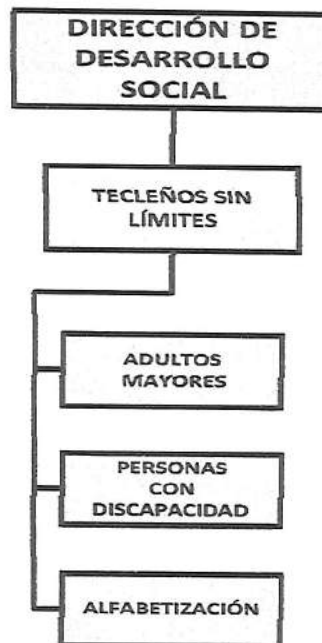 DIRECCIÓN DE
DESARROLLO
SOCIAL
TECLEÑOS SIN
LÍMITES
ADULTOS
MAYORES
PERSONAS
CON
DISCAPACIDAD
ALFABETIZACIÓN